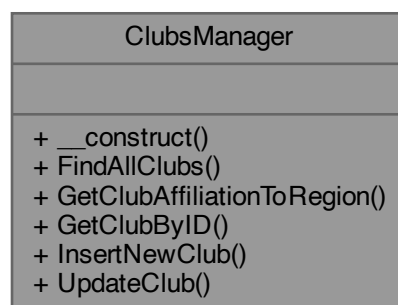 ClubsManager
+ __construct()
+ FindAllClubs()
+ GetClubAffiliationToRegion()
+ GetClubByID()
+ InsertNewClub()
+ UpdateClub()